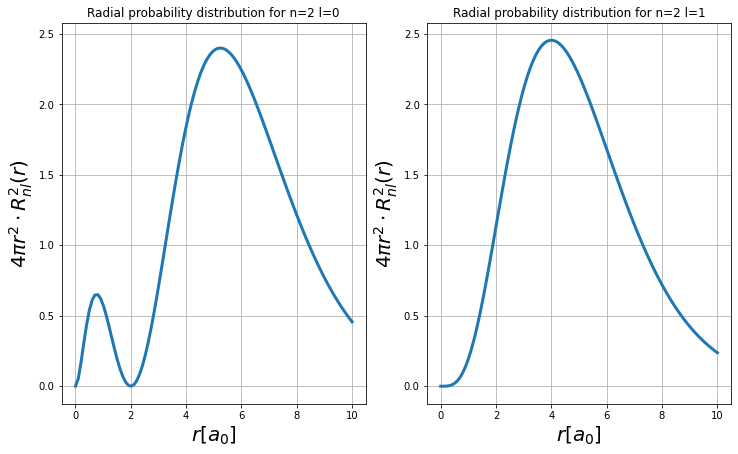 Radial probability distribution for n=2 l=0
2.5
2.0
1.5
1.0
0.5
0.0
4πr² · R²ₙₗ(r)
0 2 4 6 8 10
r[a₀]
Radial probability distribution for n=2 l=1
2.5
2.0
1.5
1.0
0.5
0.0
4πr² · R²ₙₗ(r)
0 2 4 6 8 10
r[a₀]